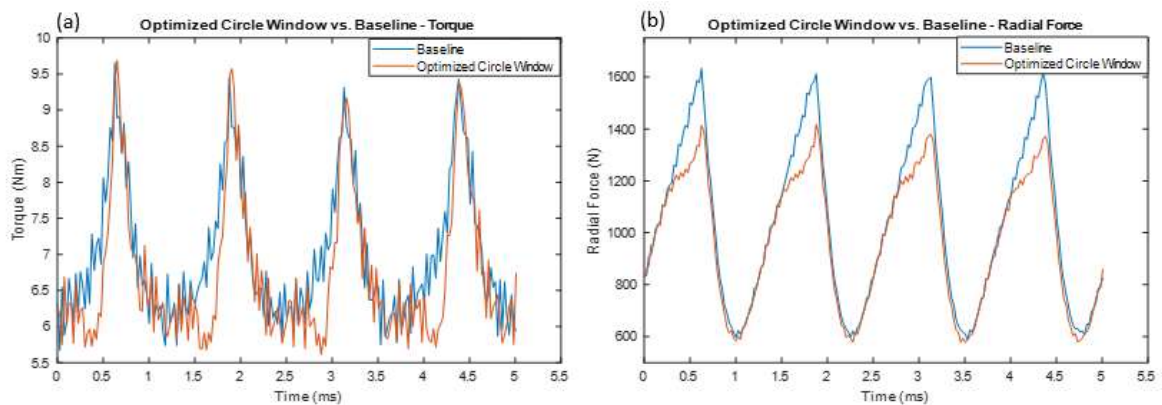 (a)
Optimized Circle Window vs. Baseline - Torque
10
9.5
9
8.5
8
7.5
7
6.5
6
5.5
Torque (Nm)
Baseline
Optimized Circle Window
0 0.5 1 1.5 2 2.5 3 3.5 4 4.5 5 5.5
Time (ms)
(b)
Optimized Circle Window vs. Baseline - Radial Force
1600
1400
1200
1000
800
600
Radial Force (N)
Baseline
Optimized Circle Window
0 0.5 1 1.5 2 2.5 3 3.5 4 4.5 5 5.5
Time (ms)